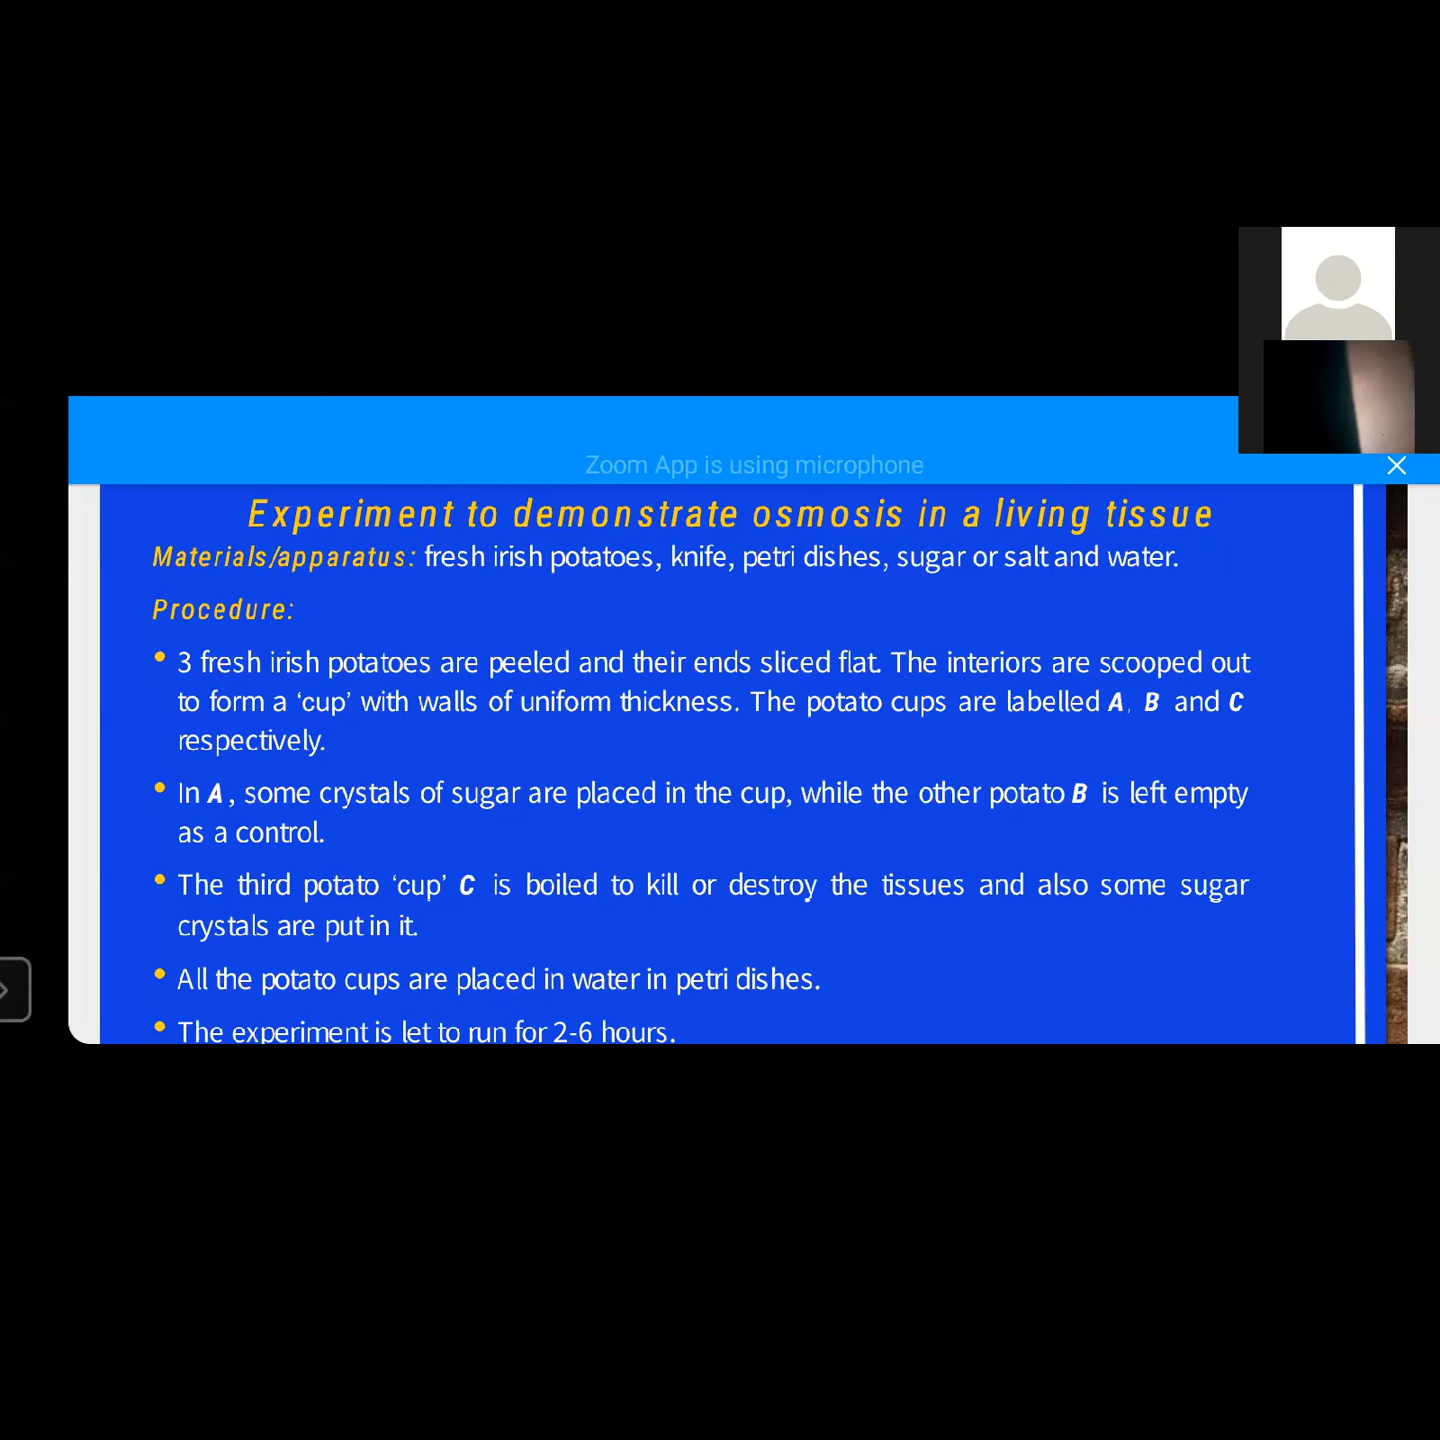 Zoom App is using microphone
Experiment to demonstrate osmosis in a living tissue
Materials/apparatus: fresh irish potatoes, knife, petri dishes, sugar or salt and water.
Procedure:
• 3 fresh irish potatoes are peeled and their ends sliced flat. The interiors are scooped out
to form a ‘cup’ with walls of uniform thickness. The potato cups are labelled A, B and C
respectively.
• In A, some crystals of sugar are placed in the cup, while the other potato B is left empty
as a control.
• The third potato ‘cup’ C is boiled to kill or destroy the tissues and also some sugar
crystals are put in it.
• All the potato cups are placed in water in petri dishes.
• The experiment is let to run for 2-6 hours.